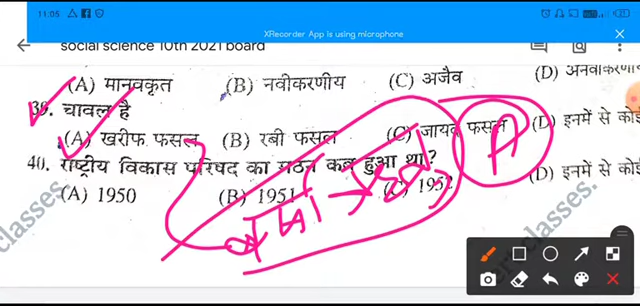 11:05
XRecorder App is using microphone
social science 10th 2021 board
(A) मानवकृत (B) नवीकरणीय (C) अजैव (D) अनवीकरणीय
39. चावल है
(A) खरीफ फसल (B) रबी फसल (C) जायद फसल (D) इनमें से कोई
40. राष्ट्रीय विकास परिषद का गठन कब हुआ था?
(A) 1950 (B) 1951 (C) 1952 (D) इनमें से कोई
A
classes.